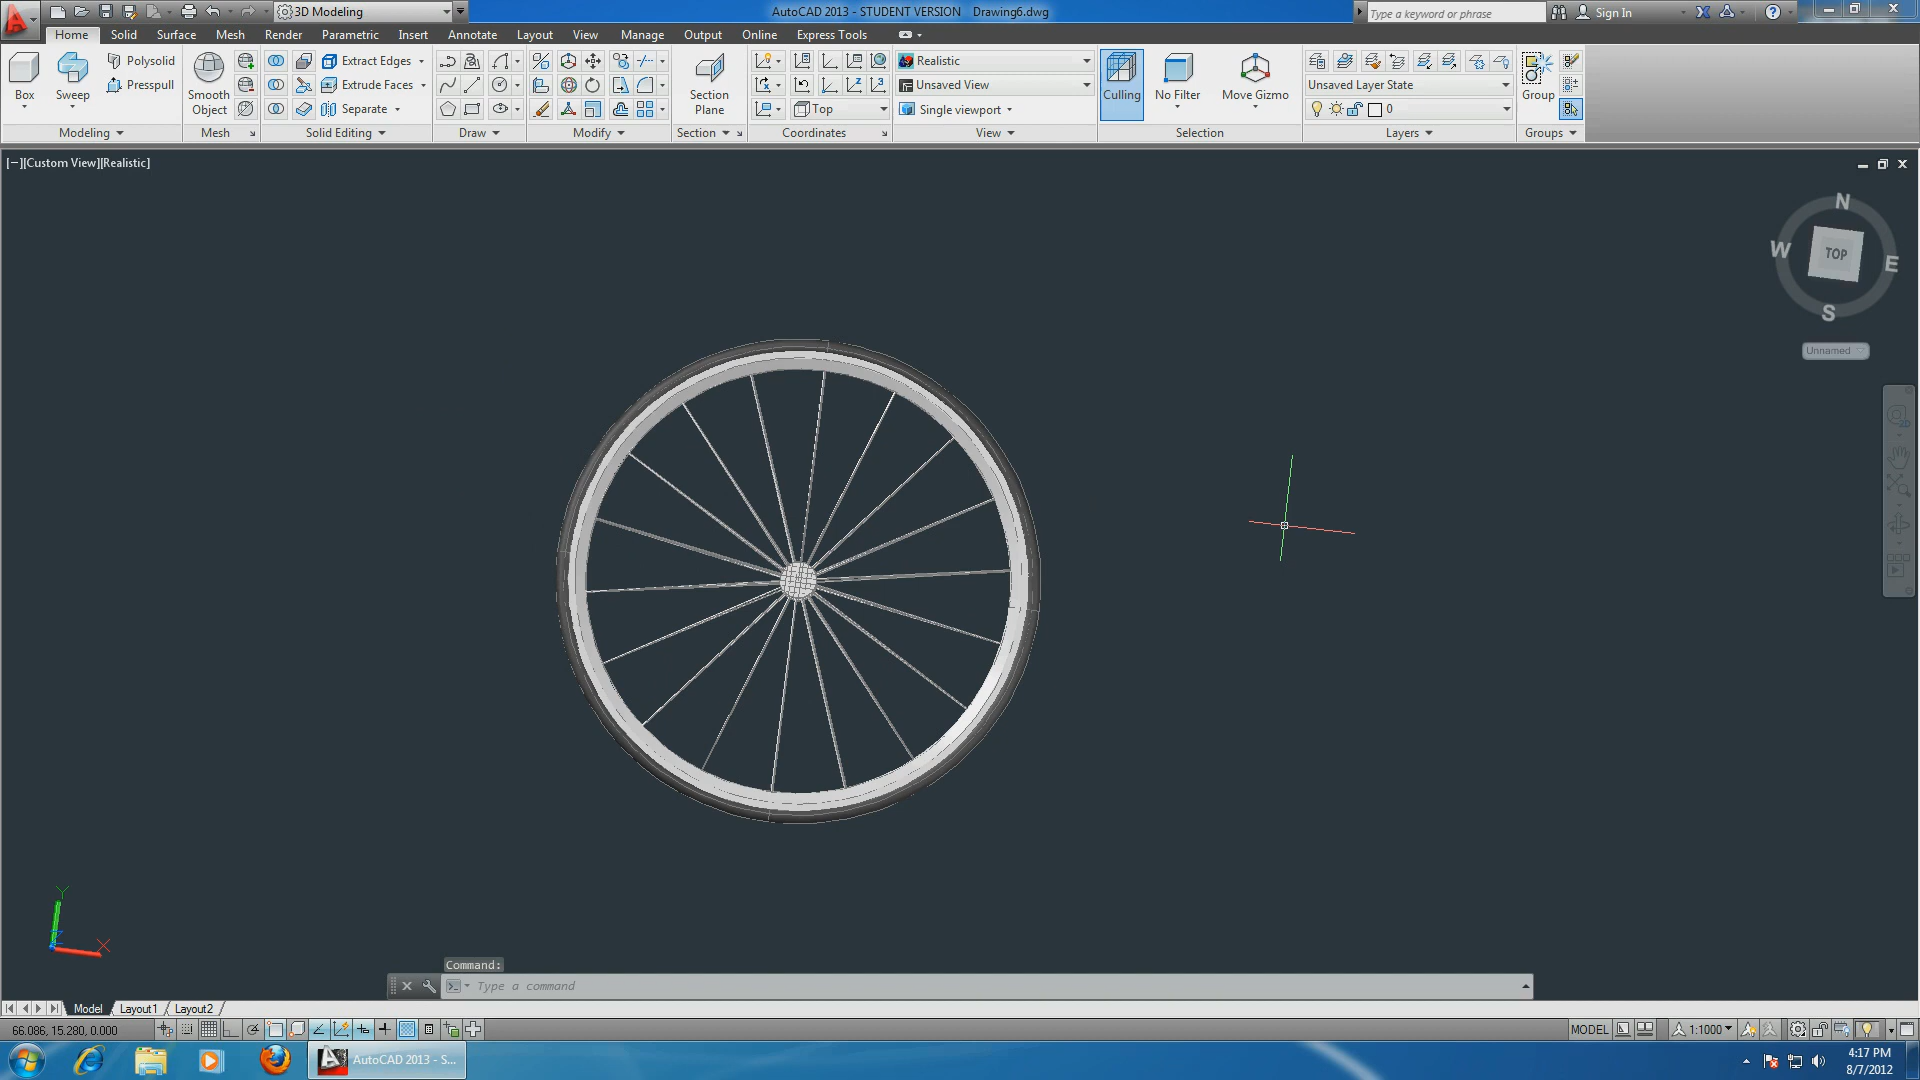 3D Modeling
AutoCAD 2013 - STUDENT VERSION Drawing6.dwg
Type a keyword or phrase
Sign In
Home Solid Surface Mesh Render Parametric Insert Annotate Layout View Manage Output Online Express Tools
Box
Sweep
Polysolid
Presspull
Modeling
Smooth
Object
Mesh
Extract Edges
Extrude Faces
Separate
Solid Editing
Draw
Modify
Section
Plane
Section
Top
Coordinates
Realistic
Unsaved View
Single viewport
View
Culling
No Filter
Move Gizmo
Selection
Unsaved Layer State
0
Layers
Group
Groups
[−][Custom View][Realistic]
N
W
TOP
E
S
Unnamed
Y
X
Z
Command:
Type a command
Model Layout1 Layout2
66.086, 15.280, 0.000
MODEL
1:1000
AutoCAD 2013 - S...
4:17 PM
8/7/2012